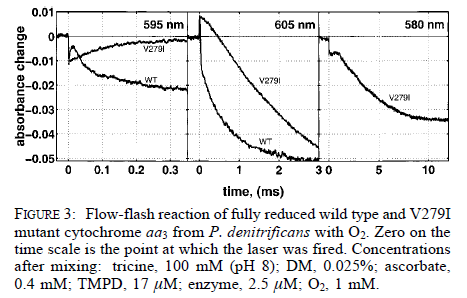 0.01
0
−0.01
−0.02
−0.03
−0.04
−0.05
absorbance change
595 nm
V279I
WT
0 0.1 0.2 0.3
605 nm
V279I
WT
0 1 2 3
580 nm
V279I
0 5 10
time, (ms)
FIGURE 3: Flow-flash reaction of fully reduced wild type and V279I
mutant cytochrome aa3 from P. denitrificans with O2. Zero on
the time scale is the point at which the laser was fired. Concentrations
after mixing: tricine, 100 mM (pH 8); DM, 0.025%; ascorbate,
0.4 mM; TMPD, 17 μM; enzyme, 2.5 μM; O2, 1 mM.